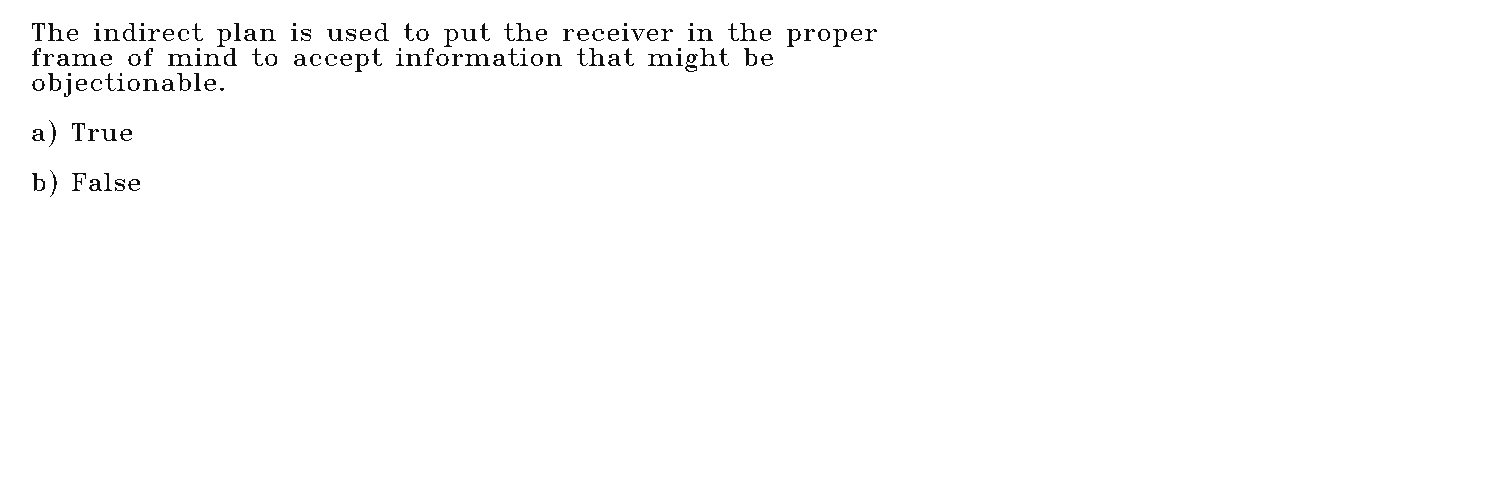 The indirect plan is used to put the receiver in the proper
frame of mind to accept information that might be
objectionable.
a) True
b) False